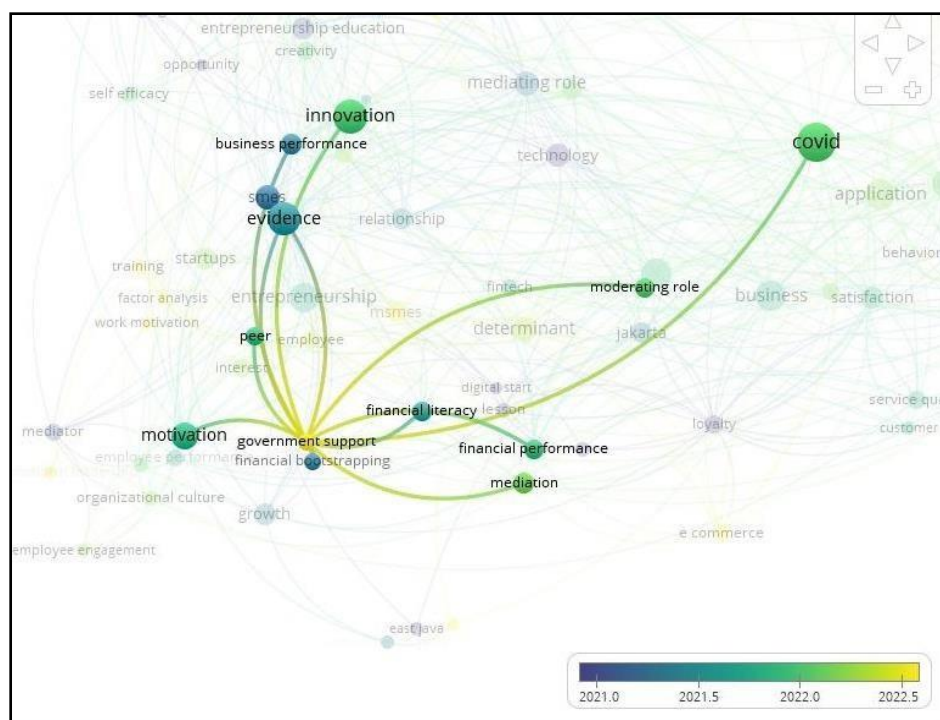 entrepreneurship education
creativity
opportunity
self efficacy
mediating role
innovation
business performance
covid
technology
smes
application
evidence
relationship
behavior
startups
training
fintech
moderating role
factor analysis
entrepreneurship
business
satisfaction
msmes
work motivation
determinant
jakarta
peer
employee
interest
digital start
service qu
financial literacy
lesson
loyalty
customer
mediator
motivation
government support
financial performance
employee performa
financial bootstrapping
mediation
organizational culture
growth
e commerce
employee engagement
east java
2021.0 2021.5 2022.0 2022.5